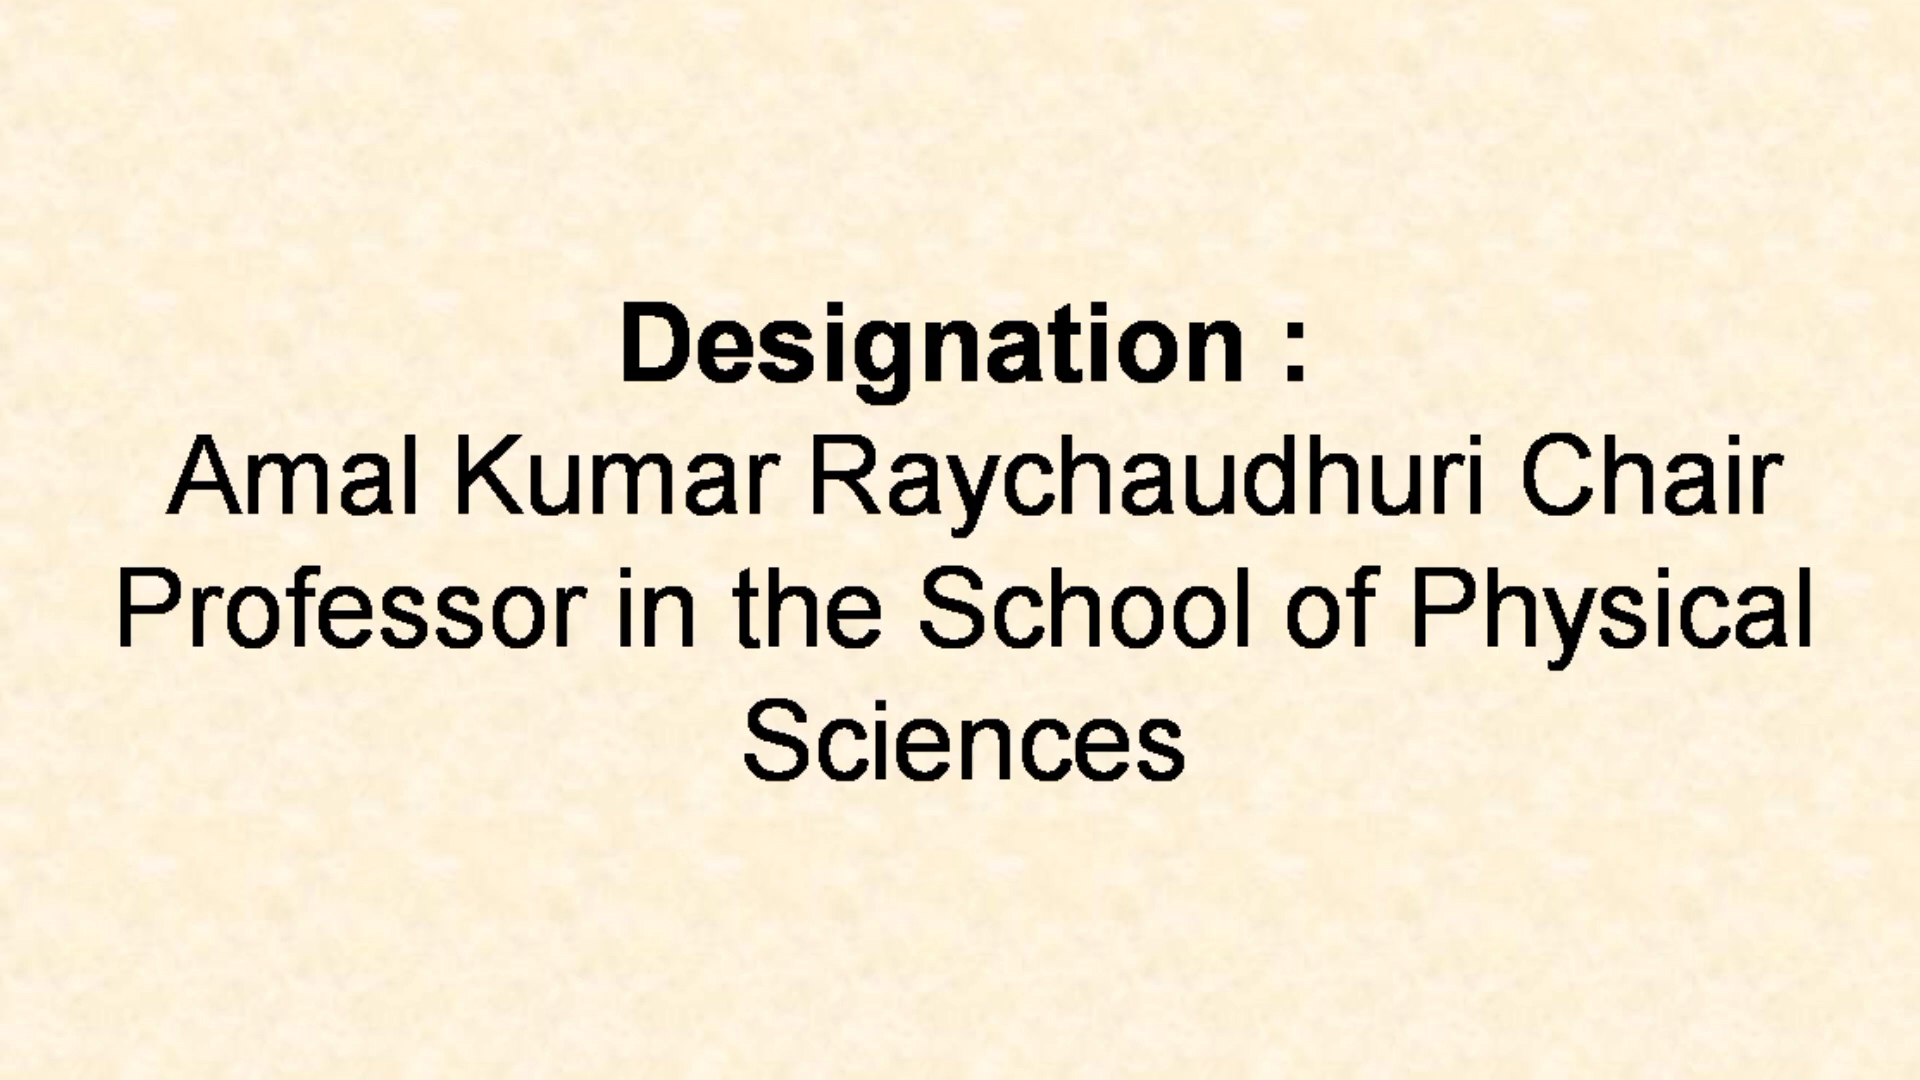 Designation :
Amal Kumar Raychaudhuri Chair
Professor in the School of Physical
Sciences